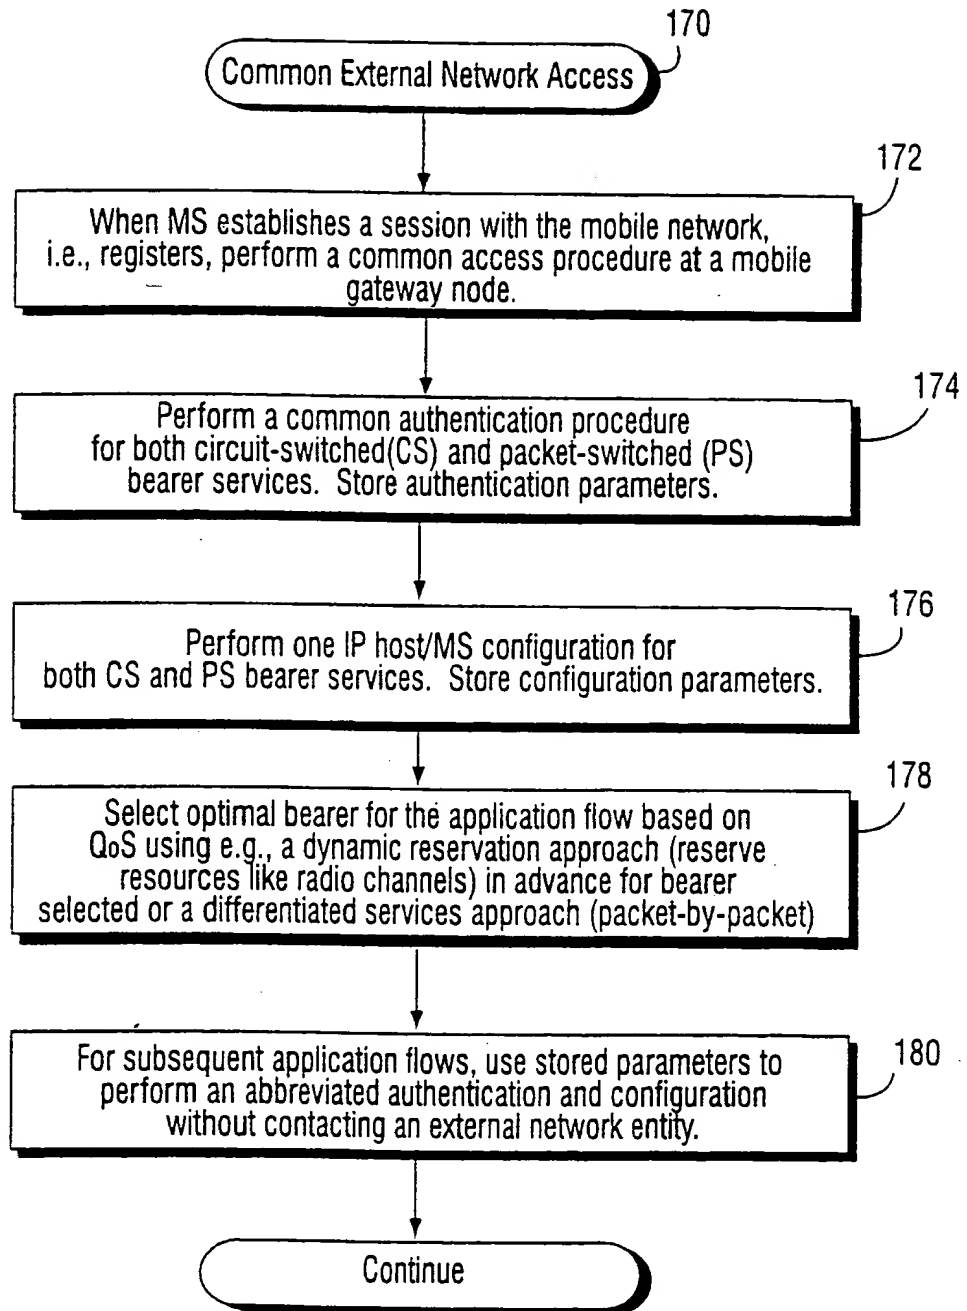 170
Common External Network Access
172
When MS establishes a session with the mobile network,
i.e., registers, perform a common access procedure at a mobile
gateway node.
174
Perform a common authentication procedure
for both circuit-switched(CS) and packet-switched (PS)
bearer services. Store authentication parameters.
176
Perform one IP host/MS configuration for
both CS and PS bearer services. Store configuration parameters.
178
Select optimal bearer for the application flow based on
QoS using e.g., a dynamic reservation approach (reserve
resources like radio channels) in advance for bearer
selected or a differentiated services approach (packet-by-packet)
180
For subsequent application flows, use stored parameters to
perform an abbreviated authentication and configuration
without contacting an external network entity.
Continue